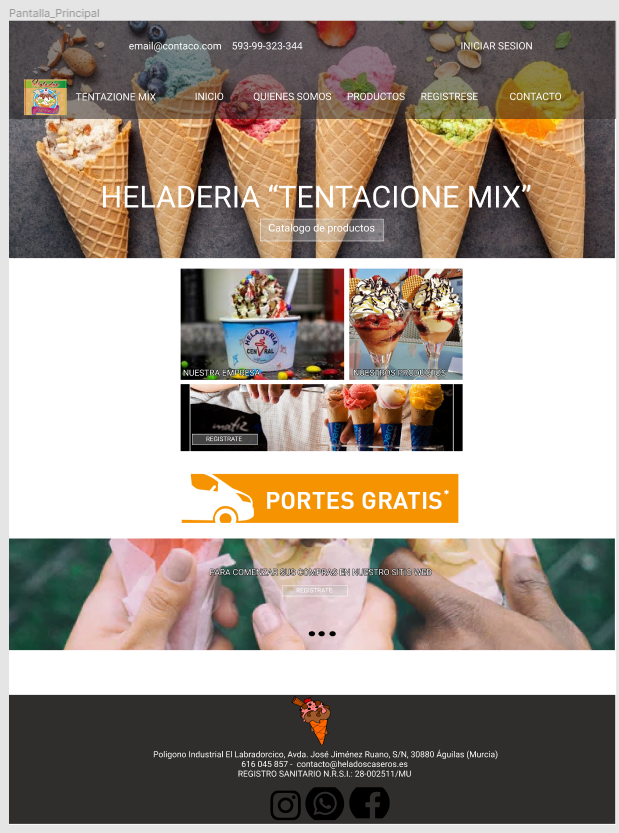 Pantalla_Principal
email@contaco.com 593-99-323-344 INICIAR SESION
TENTAZIONE MIX INICIO QUIENES SOMOS PRODUCTOS REGISTRESE CONTACTO
HELADERIA “TENTACIONE MIX”
Catalogo de productos
HELADERIA
CENTRAL
NUESTRA EMPRESA
NUESTROS PRODUCTOS
matiz
REGISTRATE
PORTES GRATIS*
PARA COMENZAR SUS COMPRAS EN NUESTRO SITIO WEB
REGISTRATE
Poligono Industrial El Labradorcico, Avda. José Jiménez Ruano, S/N, 30880 Águilas (Murcia)
616 045 857 - contacto@heladoscaseros.es
REGISTRO SANITARIO N.R.S.I.: 28-002511/MU